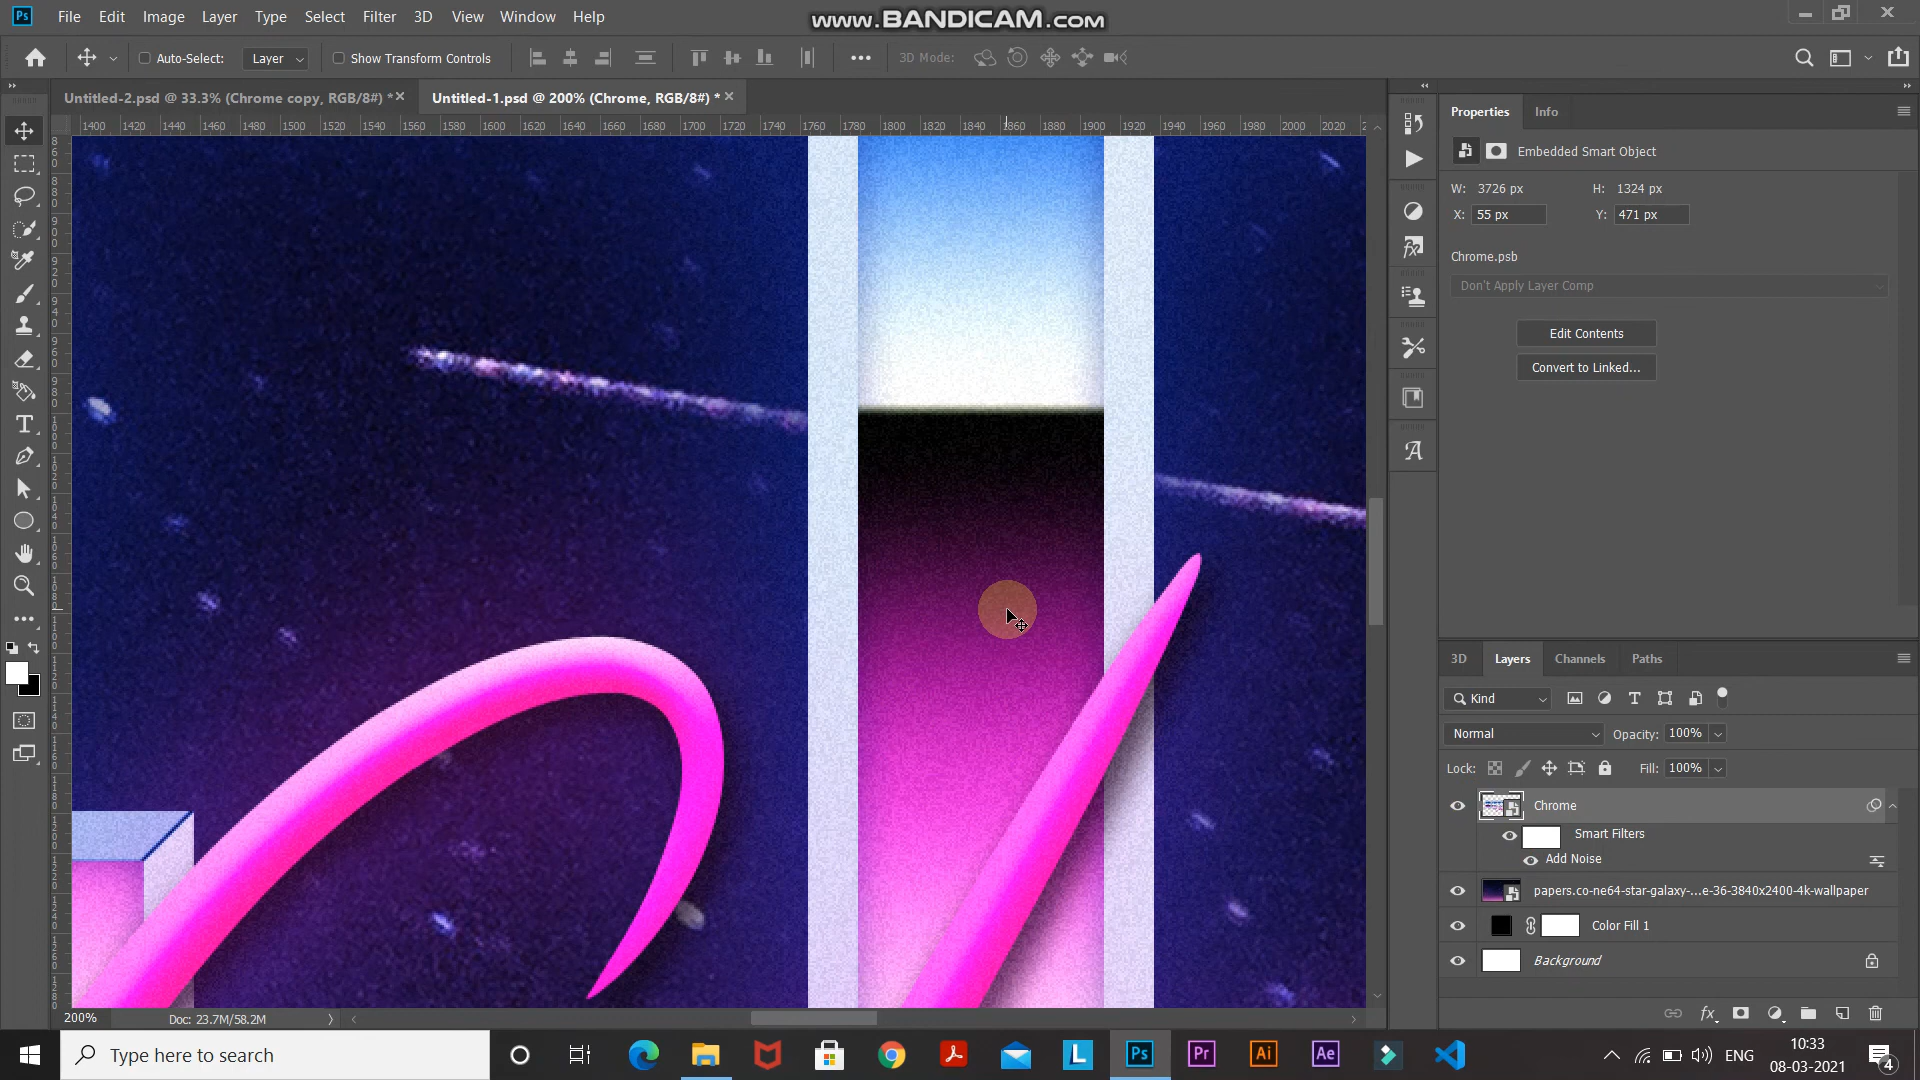 Ps File Edit Image Layer Type Select Filter 3D View Window Help
www.BANDICAM.com
Auto-Select: Layer Show Transform Controls 3D Mode:
Untitled-2.psd @ 33.3% (Chrome copy, RGB/8#) * Untitled-1.psd @ 200% (Chrome, RGB/8#) *
1400 1420 1440 1460 1480 1500 1520 1540 1560 1580 1600 1620 1640 1660 1680 1700 1720 1740 1760 1780 1800 1820 1840 1860 1880 1900 1920 1940 1960 1980 2000 2020
Properties Info
Embedded Smart Object
W: 3726 px H: 1324 px
X: 55 px Y: 471 px
Chrome.psb
Don't Apply Layer Comp
Edit Contents
Convert to Linked...
3D Layers Channels Paths
Kind
Normal Opacity: 100%
Lock: Fill: 100%
Chrome
Smart Filters
Add Noise
papers.co-ne64-star-galaxy-...e-36-3840x2400-4k-wallpaper
Color Fill 1
Background
200% Doc: 23.7M/58.2M
Type here to search
L Ps Pr Ai Ae
ENG
10:33
08-03-2021
4